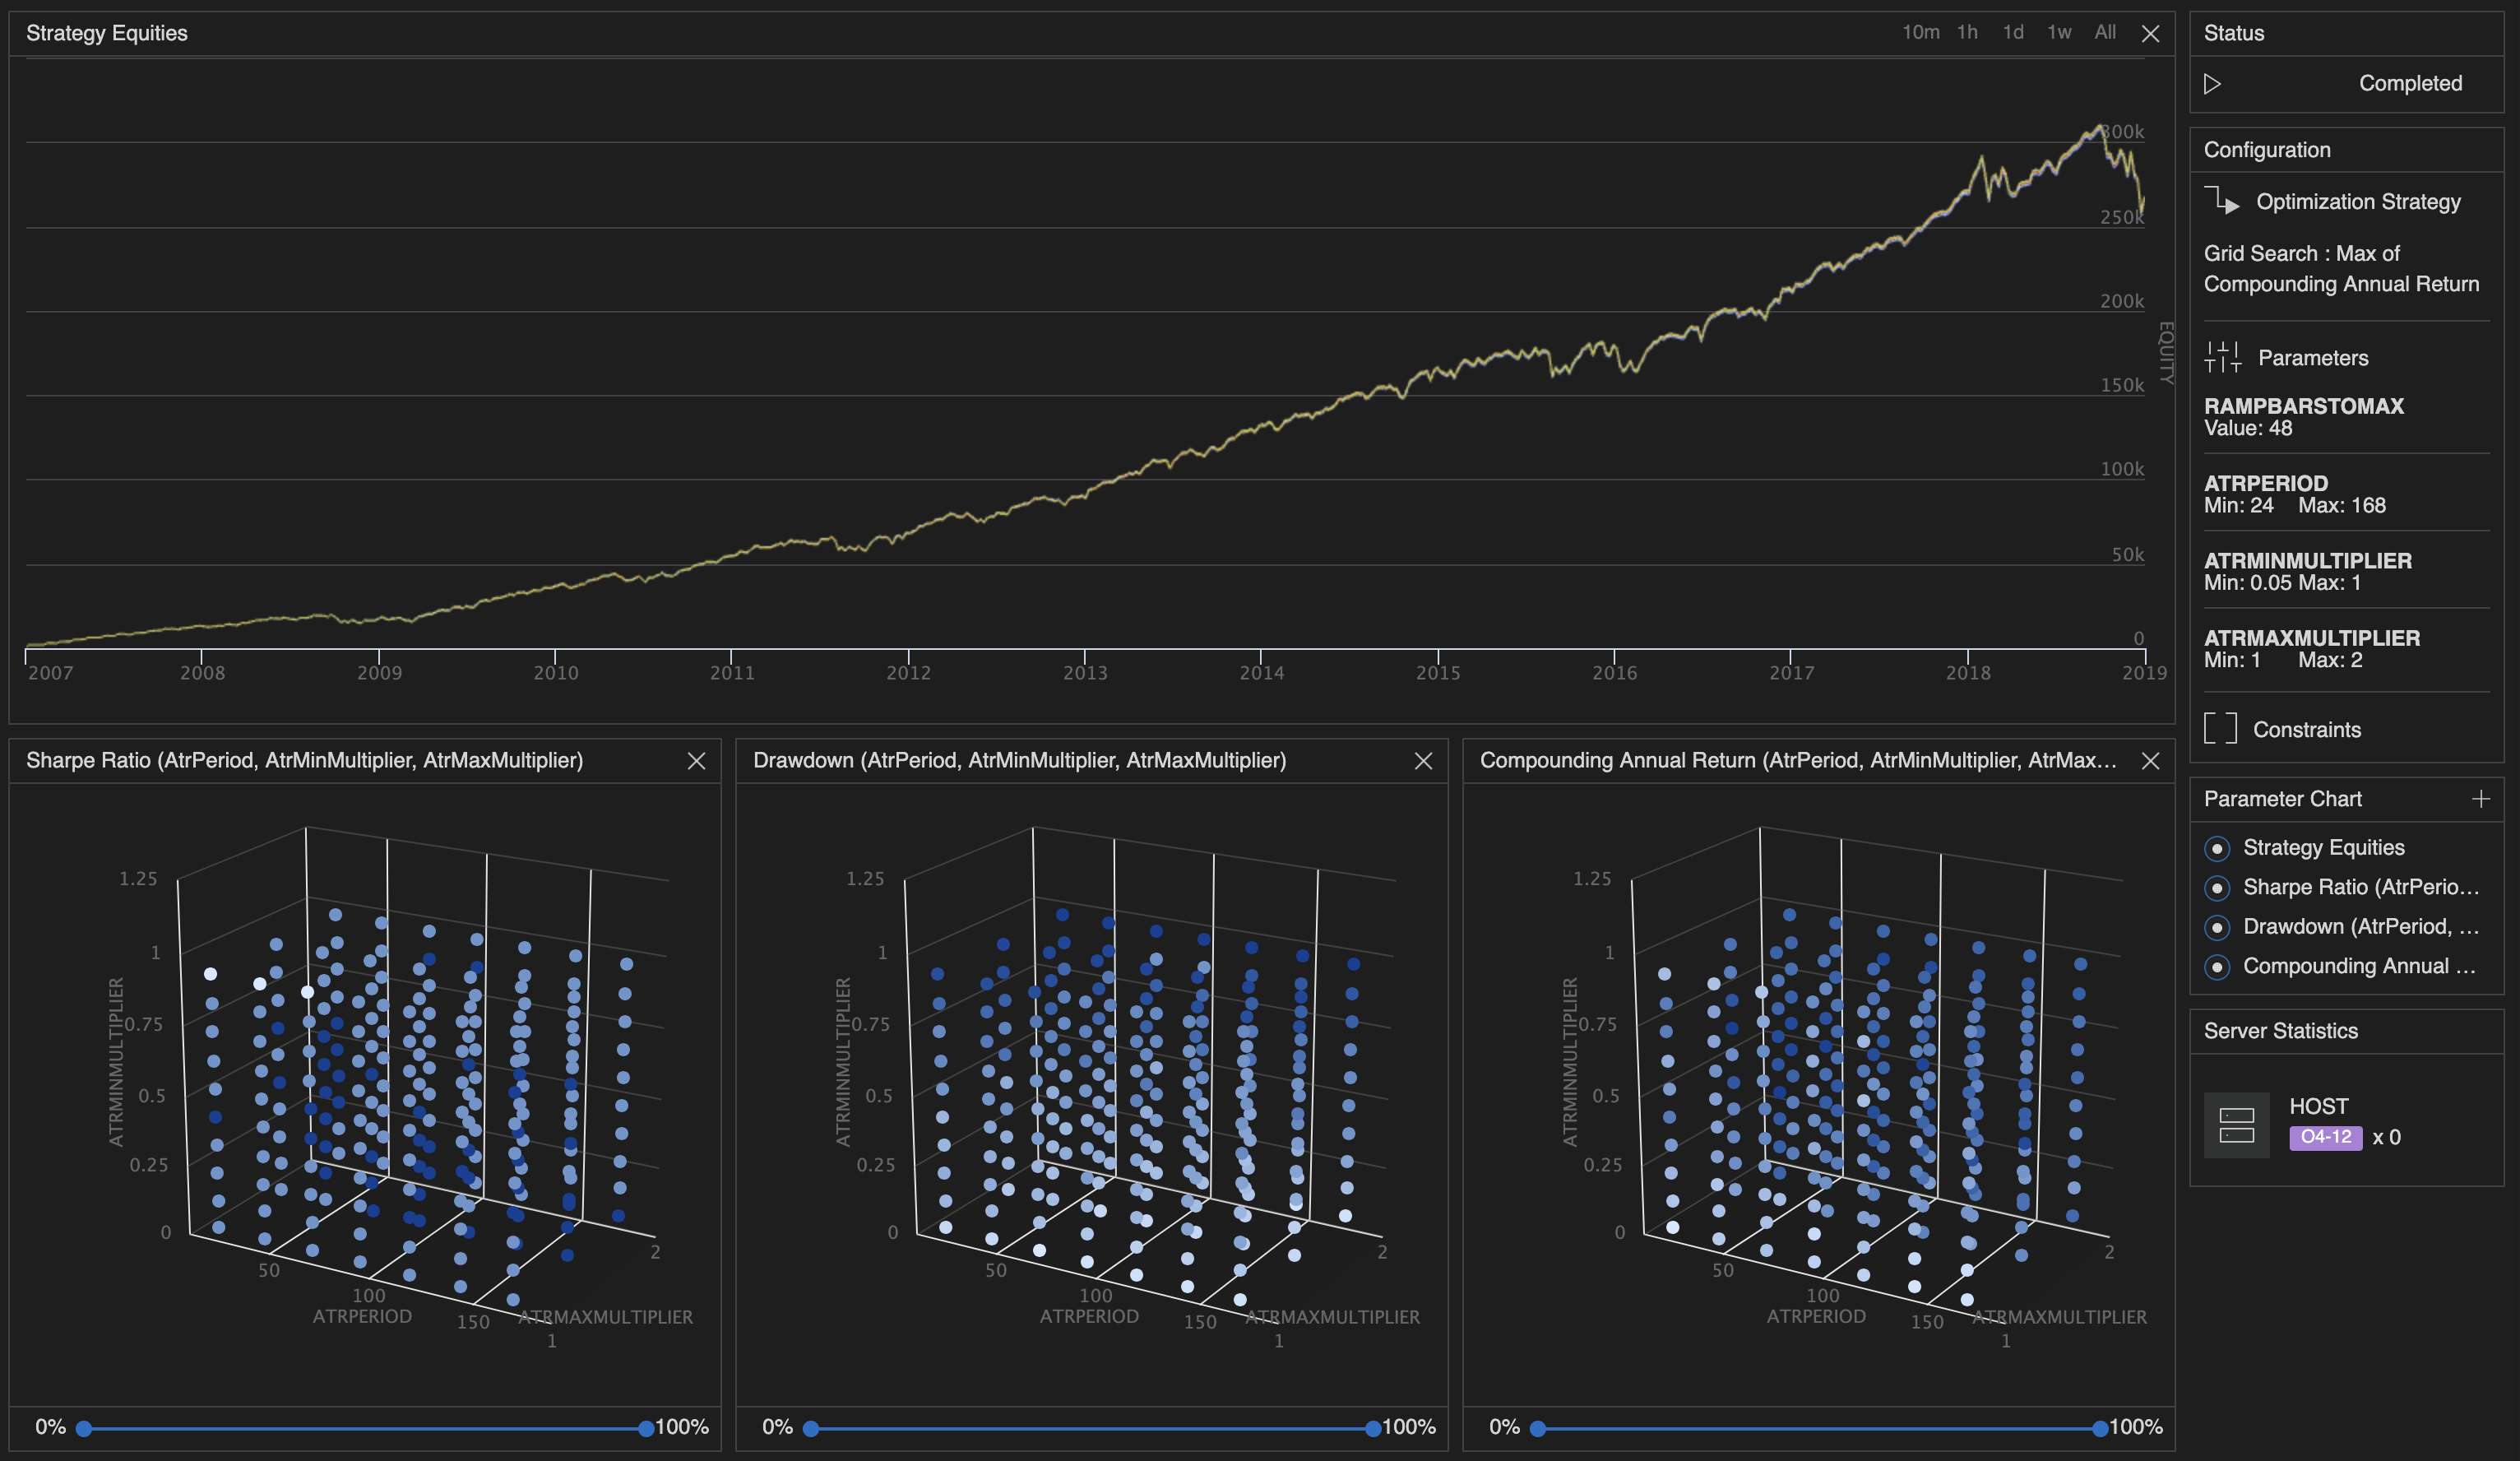 Strategy Equities
10m 1h 1d 1w All
300k
250k
200k
150k
100k
50k
0
EQUITY
2007 2008 2009 2010 2011 2012 2013 2014 2015 2016 2017 2018 2019
Sharpe Ratio (AtrPeriod, AtrMinMultiplier, AtrMaxMultiplier)
1.25
1
0.75
0.5
0.25
0
ATRMINMULTIPLIER
50
100
150
ATRPERIOD
ATRMAXMULTIPLIER
1
2
0% 100%
Drawdown (AtrPeriod, AtrMinMultiplier, AtrMaxMultiplier)
1.25
1
0.75
0.5
0.25
0
ATRMINMULTIPLIER
50
100
150
ATRPERIOD
ATRMAXMULTIPLIER
1
2
0% 100%
Compounding Annual Return (AtrPeriod, AtrMinMultiplier, AtrMax...
1.25
1
0.75
0.5
0.25
0
ATRMINMULTIPLIER
50
100
150
ATRPERIOD
ATRMAXMULTIPLIER
1
2
0% 100%
Status
Completed
Configuration
Optimization Strategy
Grid Search : Max of
Compounding Annual Return
Parameters
RAMPBARSTOMAX
Value: 48
ATRPERIOD
Min: 24 Max: 168
ATRMINMULTIPLIER
Min: 0.05 Max: 1
ATRMAXMULTIPLIER
Min: 1 Max: 2
Constraints
Parameter Chart
Strategy Equities
Sharpe Ratio (AtrPerio...
Drawdown (AtrPeriod, ...
Compounding Annual ...
Server Statistics
HOST
O4-12 x 0